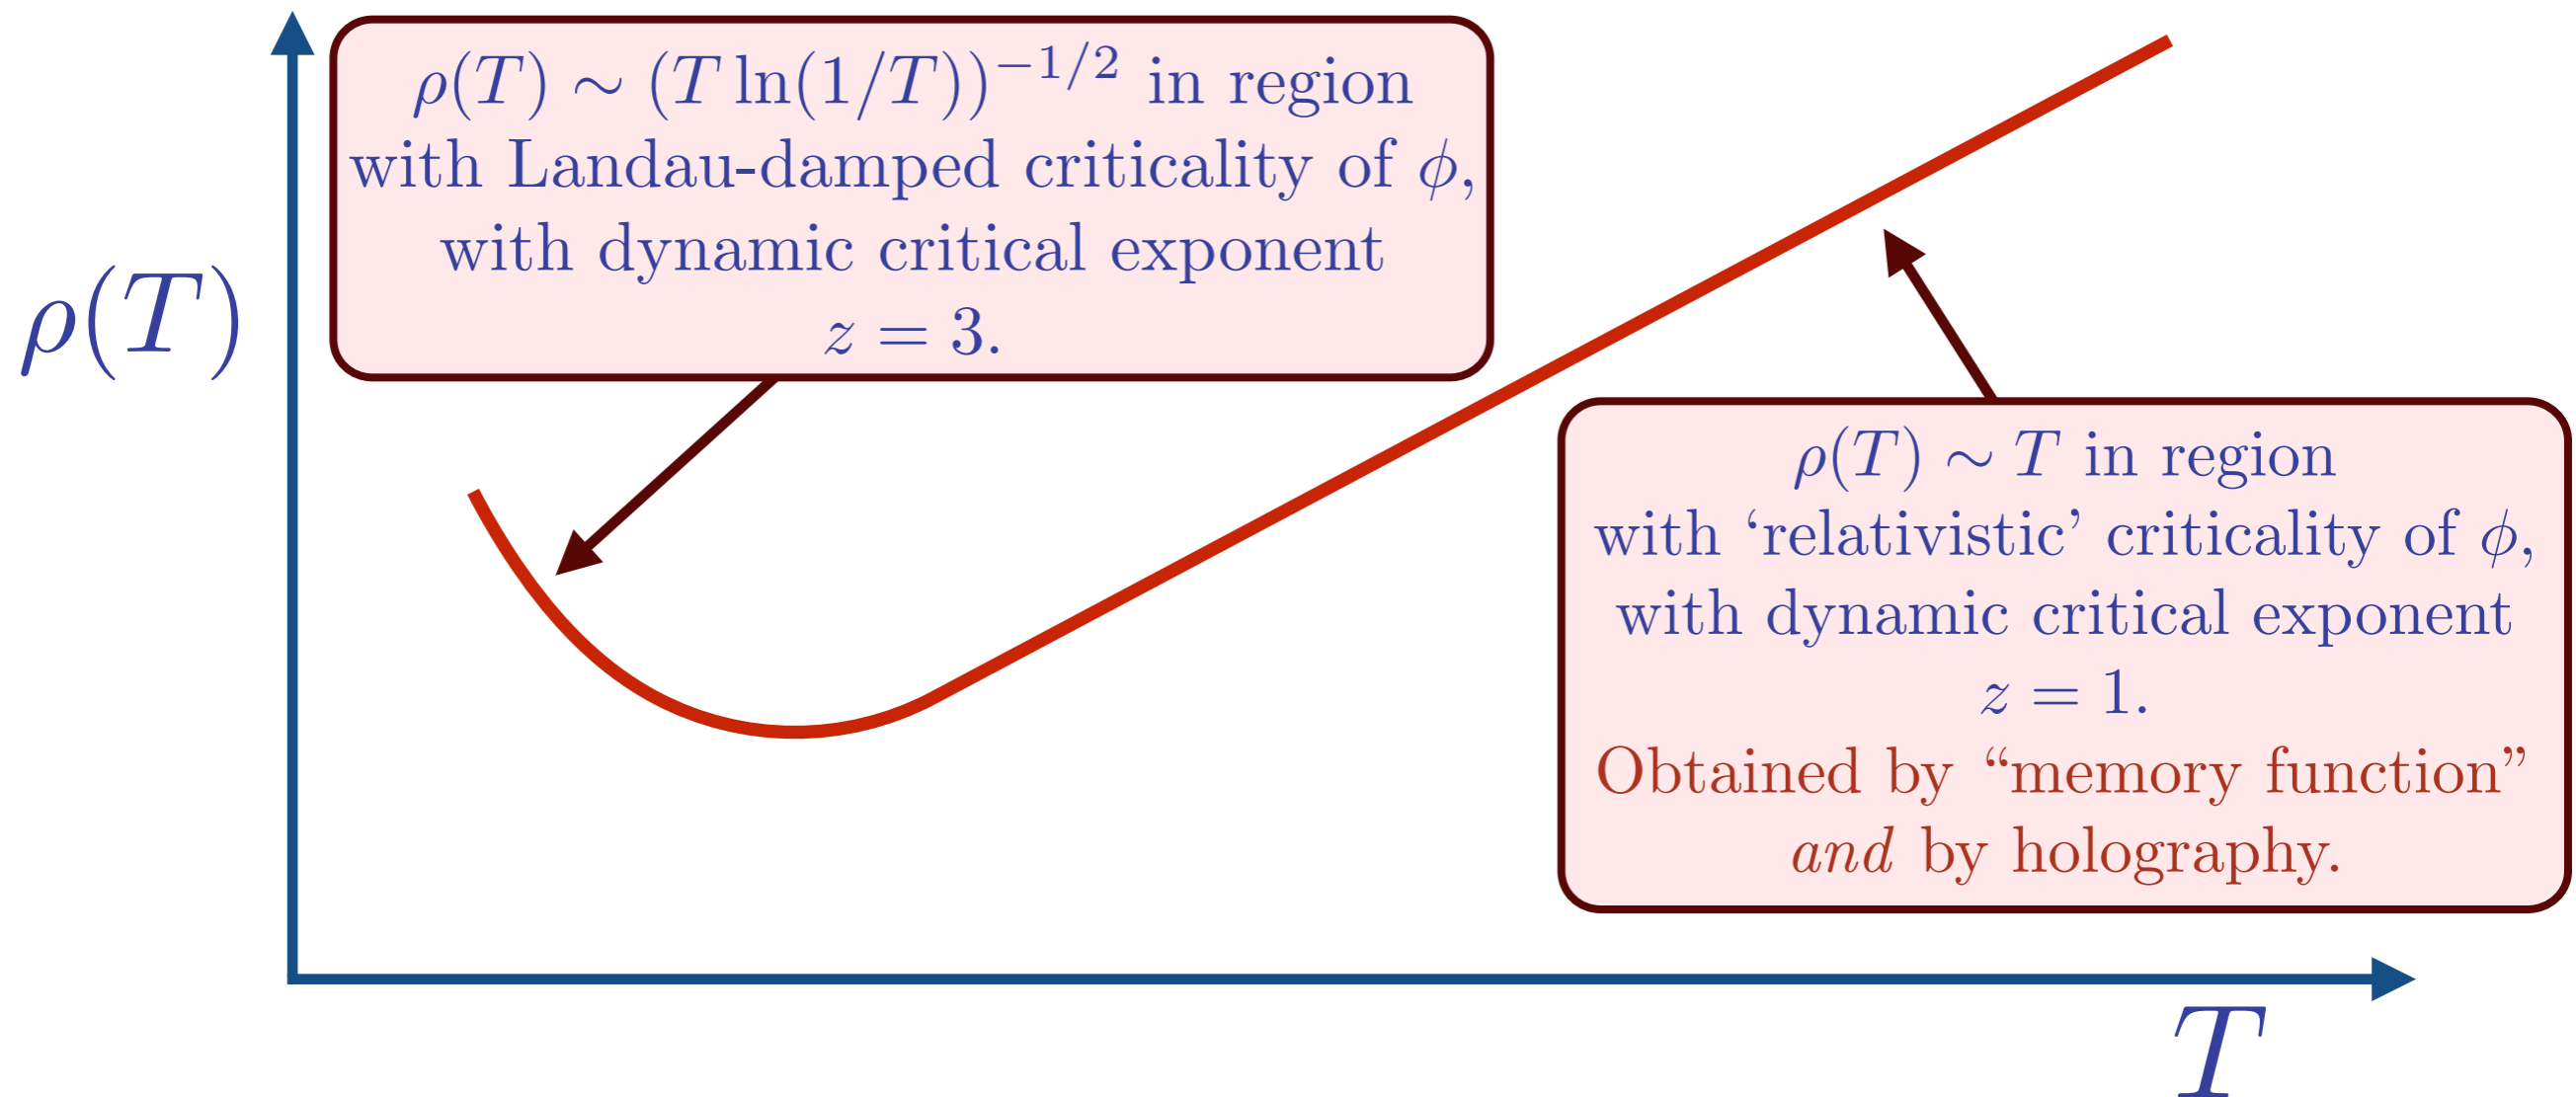 ρ(T) ∼ (T ln(1/T))^{−1/2} in region
with Landau-damped criticality of ϕ,
with dynamic critical exponent
z = 3.
ρ(T)
ρ(T) ∼ T in region
with ‘relativistic’ criticality of ϕ,
with dynamic critical exponent
z = 1.
Obtained by “memory function”
and by holography.
T